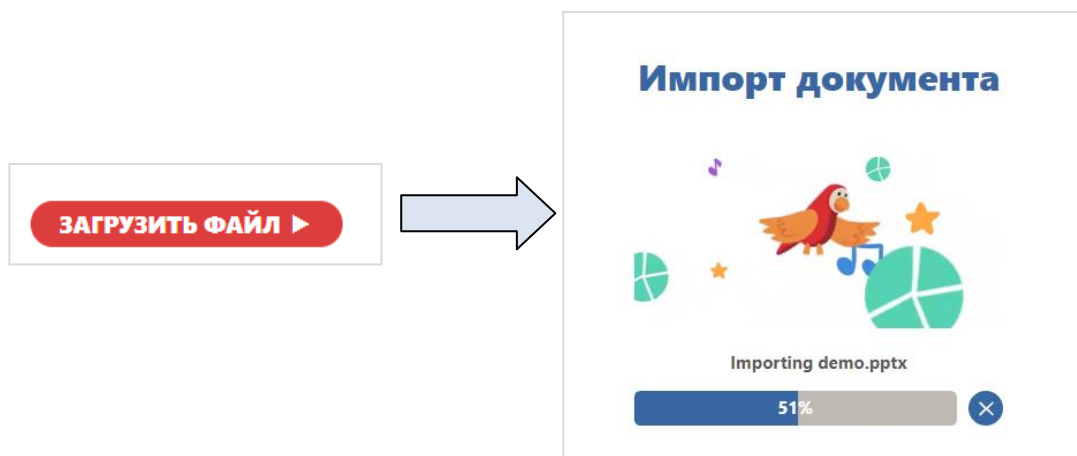 ЗАГРУЗИТЬ ФАЙЛ
Импорт документа
Importing demo.pptx
51%